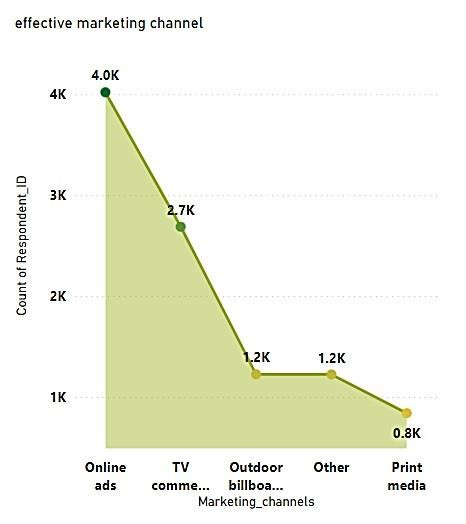 effective marketing channel
4.0K
4K
2.7K
3K
2K
1.2K
1.2K
1K
0.8K
Count of Respondent_ID
Online ads
TV comme...
Outdoor billboa...
Other
Print media
Marketing_channels